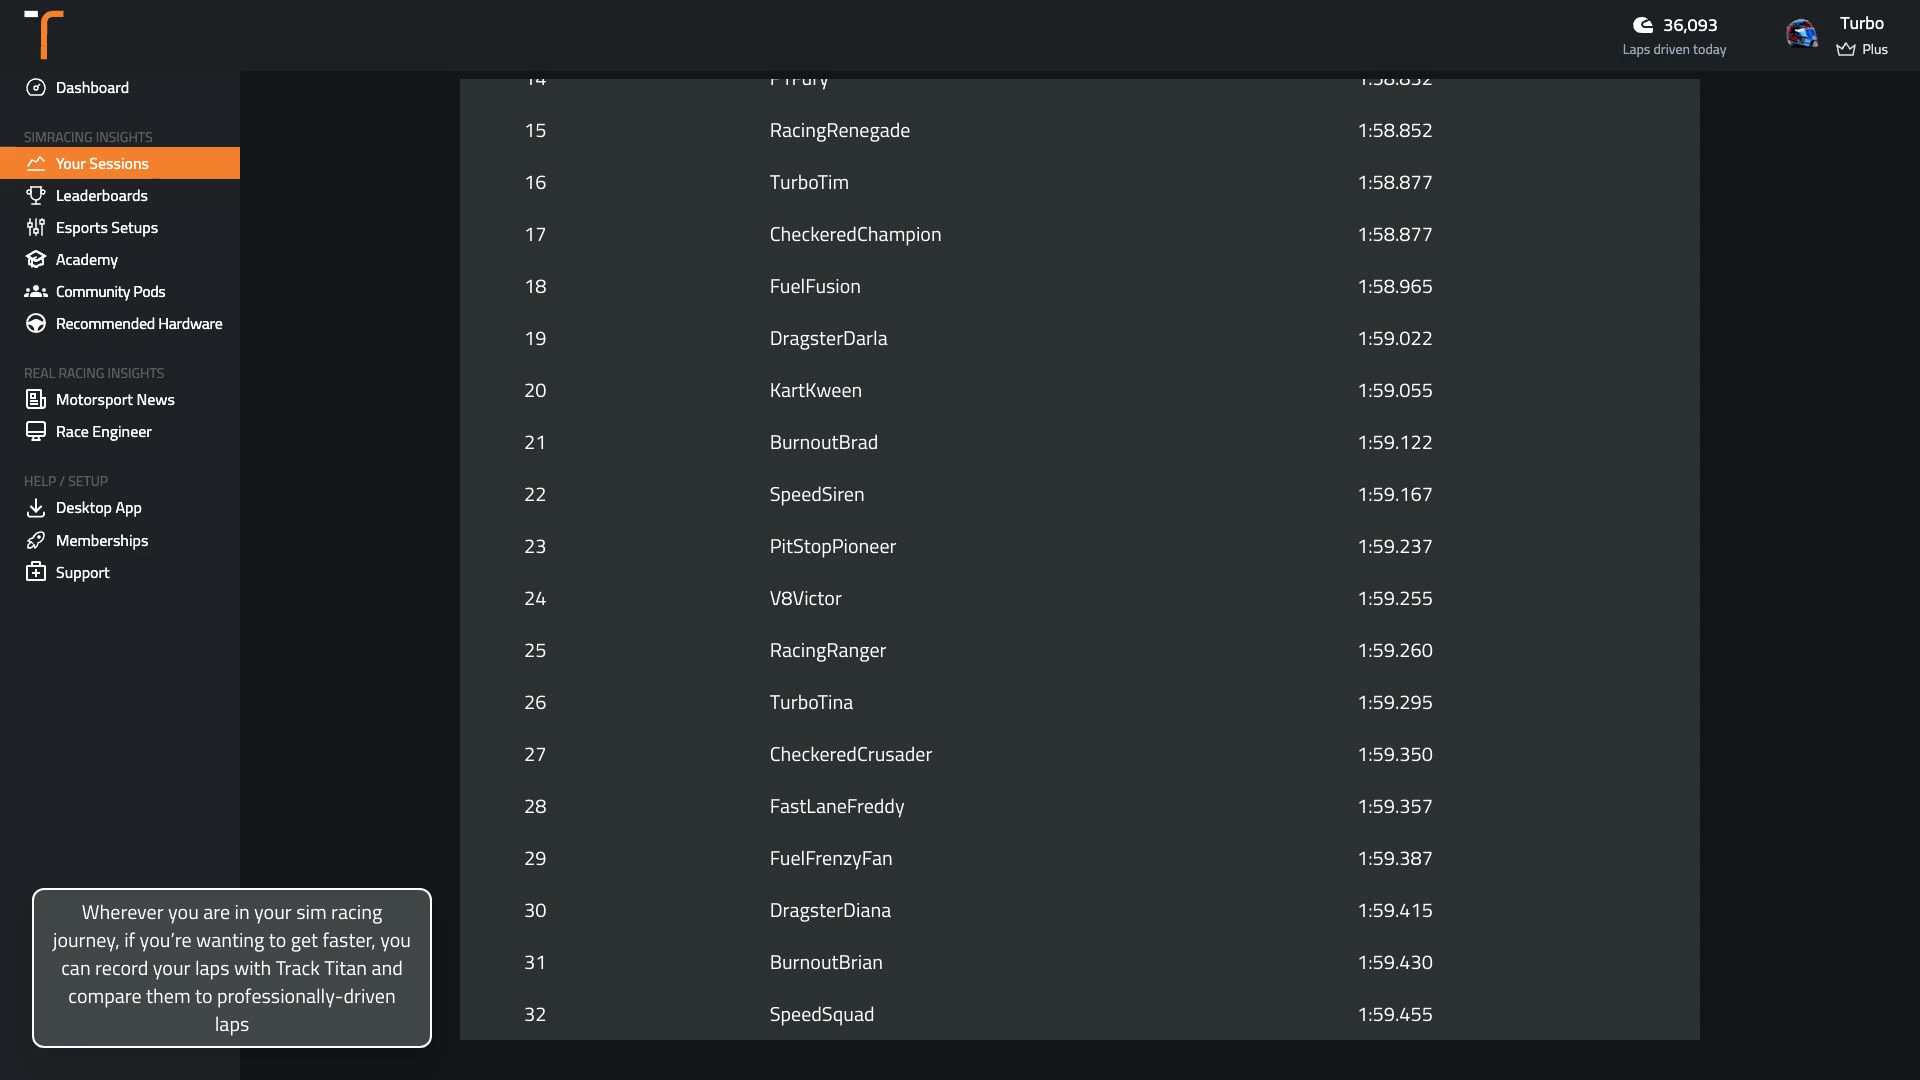 36,093
Laps driven today
Turbo
Plus
Dashboard
SIMRACING INSIGHTS
Your Sessions
Leaderboards
Esports Setups
Academy
Community Pods
Recommended Hardware
REAL RACING INSIGHTS
Motorsport News
Race Engineer
HELP / SETUP
Desktop App
Memberships
Support
14 1:58.852
15 RacingRenegade 1:58.852
16 TurboTim 1:58.877
17 CheckeredChampion 1:58.877
18 FuelFusion 1:58.965
19 DragsterDarla 1:59.022
20 KartKween 1:59.055
21 BurnoutBrad 1:59.122
22 SpeedSiren 1:59.167
23 PitStopPioneer 1:59.237
24 V8Victor 1:59.255
25 RacingRanger 1:59.260
26 TurboTina 1:59.295
27 CheckeredCrusader 1:59.350
28 FastLaneFreddy 1:59.357
29 FuelFrenzyFan 1:59.387
30 DragsterDiana 1:59.415
31 BurnoutBrian 1:59.430
32 SpeedSquad 1:59.455
Wherever you are in your sim racing
journey, if you’re wanting to get faster, you
can record your laps with Track Titan and
compare them to professionally-driven
laps